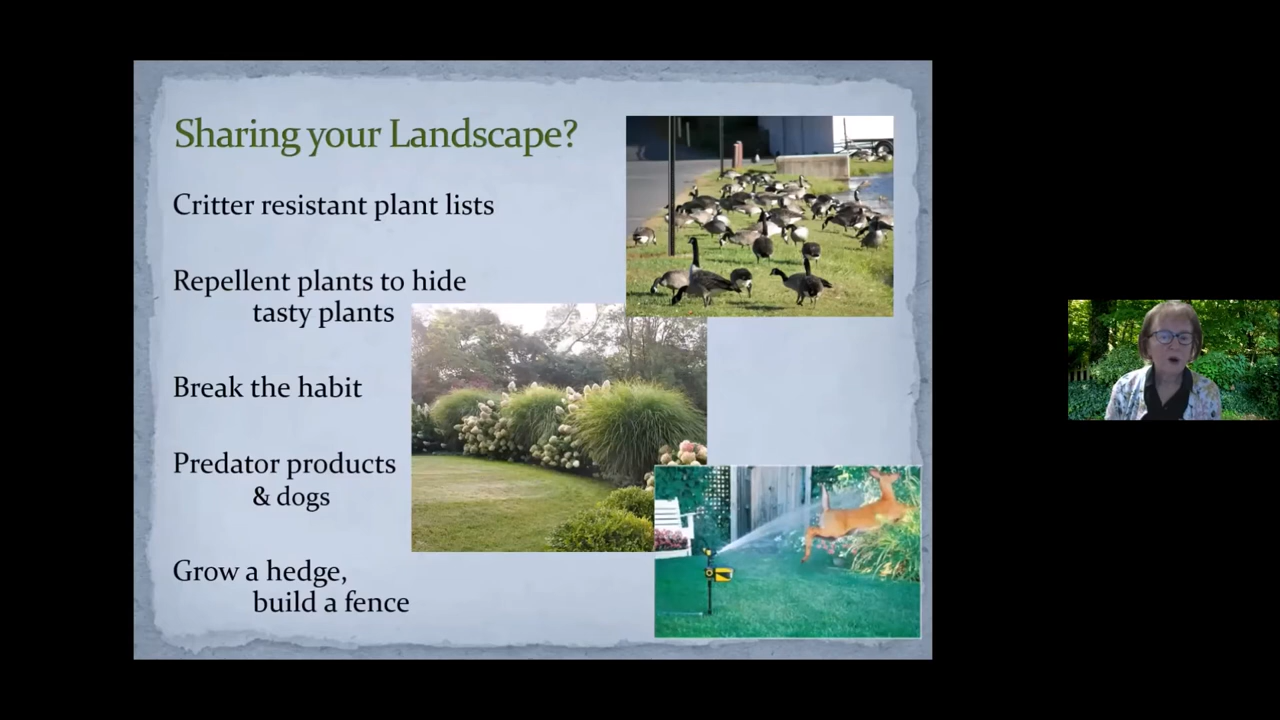 Sharing your Landscape?
Critter resistant plant lists
Repellent plants to hide
tasty plants
Break the habit
Predator products
& dogs
Grow a hedge,
build a fence